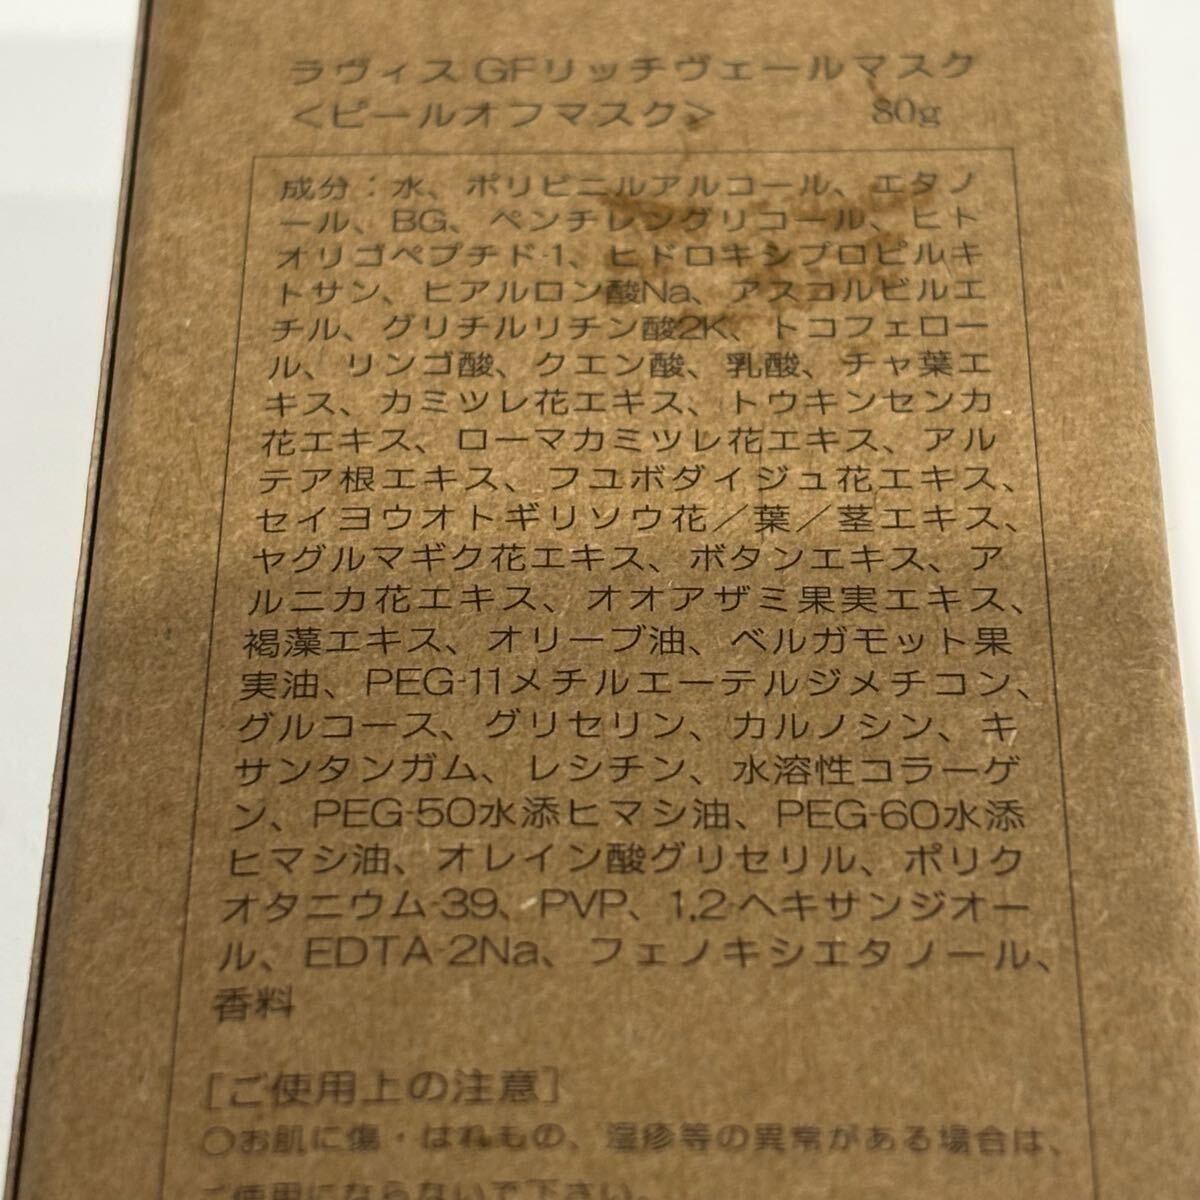 ラヴィス GFリッチヴェールマスク
＜ピールオフマスク＞ 80g
成分：水、ポリビニルアルコール、エタノ
ール、BG、ペンチレングリコール、ヒト
オリゴペプチド-1、ヒドロキシプロピルキ
トサン、ヒアルロン酸Na、アスコルビルエ
チル、グリチルリチン酸2K、トコフェロー
ル、リンゴ酸、クエン酸、乳酸、チャ葉エ
キス、カミツレ花エキス、トウキンセンカ
花エキス、ローマカミツレ花エキス、アル
テア根エキス、フユボダイジュ花エキス、
セイヨウオトギリソウ花／葉／茎エキス、
ヤグルマギク花エキス、ボタンエキス、ア
ルニカ花エキス、オオアザミ果実エキス、
褐藻エキス、オリーブ油、ベルガモット果
実油、PEG-11メチルエーテルジメチコン、
グルコース、グリセリン、カルノシン、キ
サンタンガム、レシチン、水溶性コラーゲ
ン、PEG-50水添ヒマシ油、PEG-60水添
ヒマシ油、オレイン酸グリセリル、ポリク
オタニウム-39、PVP、1,2-ヘキサンジオー
ル、EDTA-2Na、フェノキシエタノール、
香料
［ご使用上の注意］
○お肌に傷・はれもの、湿疹等の異常がある場合は、
ご使用にならないで下さい。